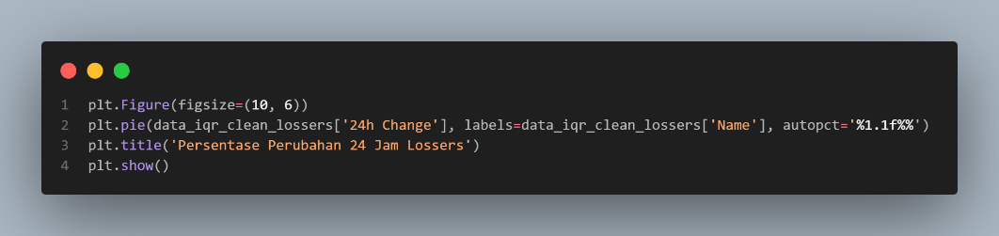 1 plt.Figure(figsize=(10, 6))
2 plt.pie(data_iqr_clean_lossers['24h Change'], labels=data_iqr_clean_lossers['Name'], autopct='%1.1f%%')
3 plt.title('Persentase Perubahan 24 Jam Lossers')
4 plt.show()